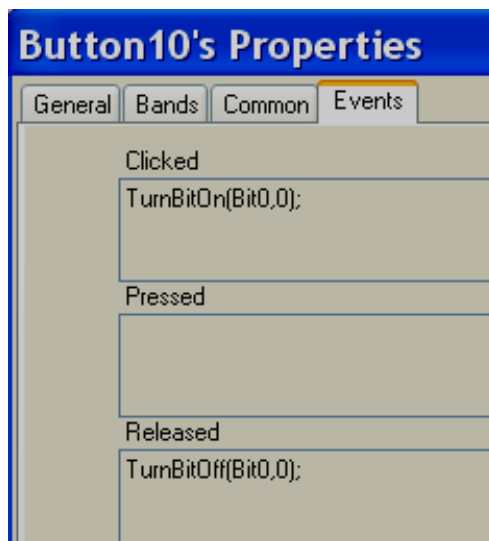 Button10's Properties
General Bands Common Events
Clicked
TurnBitOn(Bit0,0);
Pressed
Released
TurnBitOff(Bit0,0);